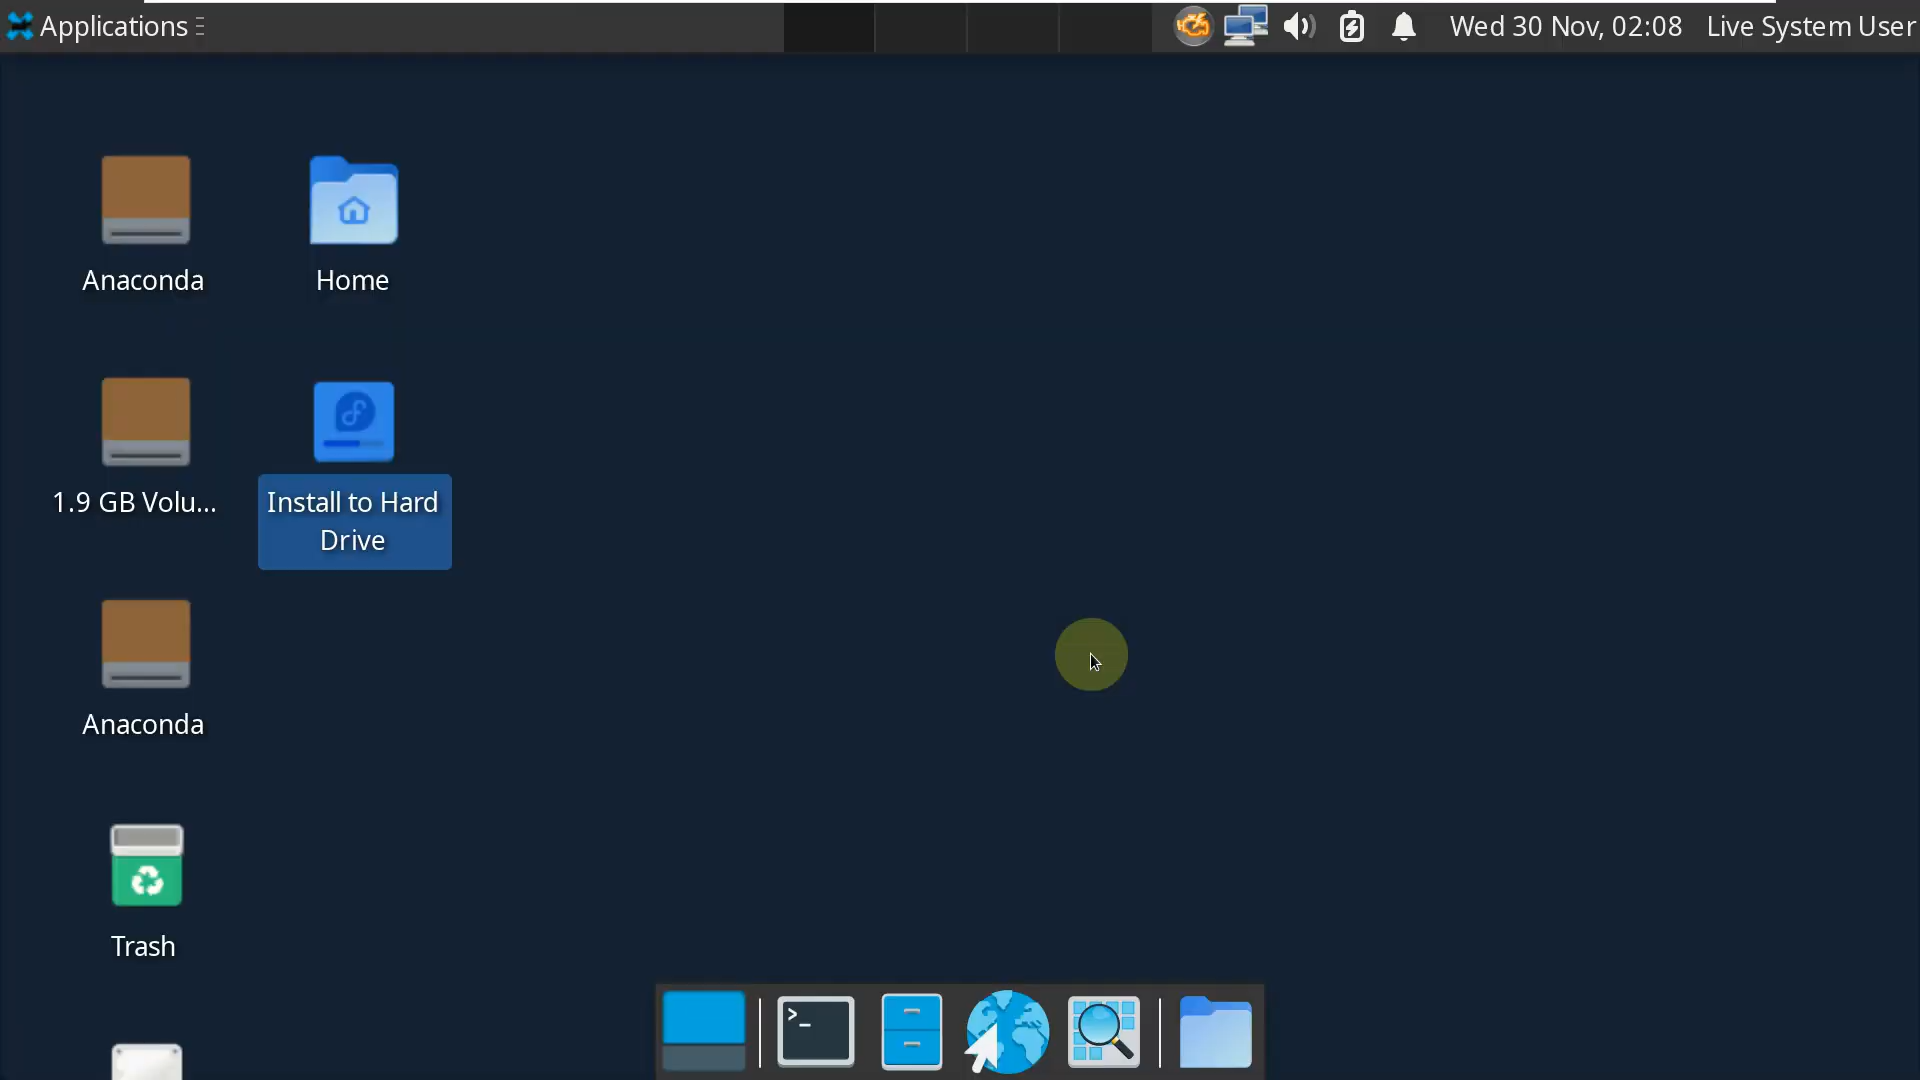 Applications
Wed 30 Nov, 02:08
Live System User
Anaconda
Home
1.9 GB Volu...
Install to Hard
Drive
Anaconda
Trash
>_